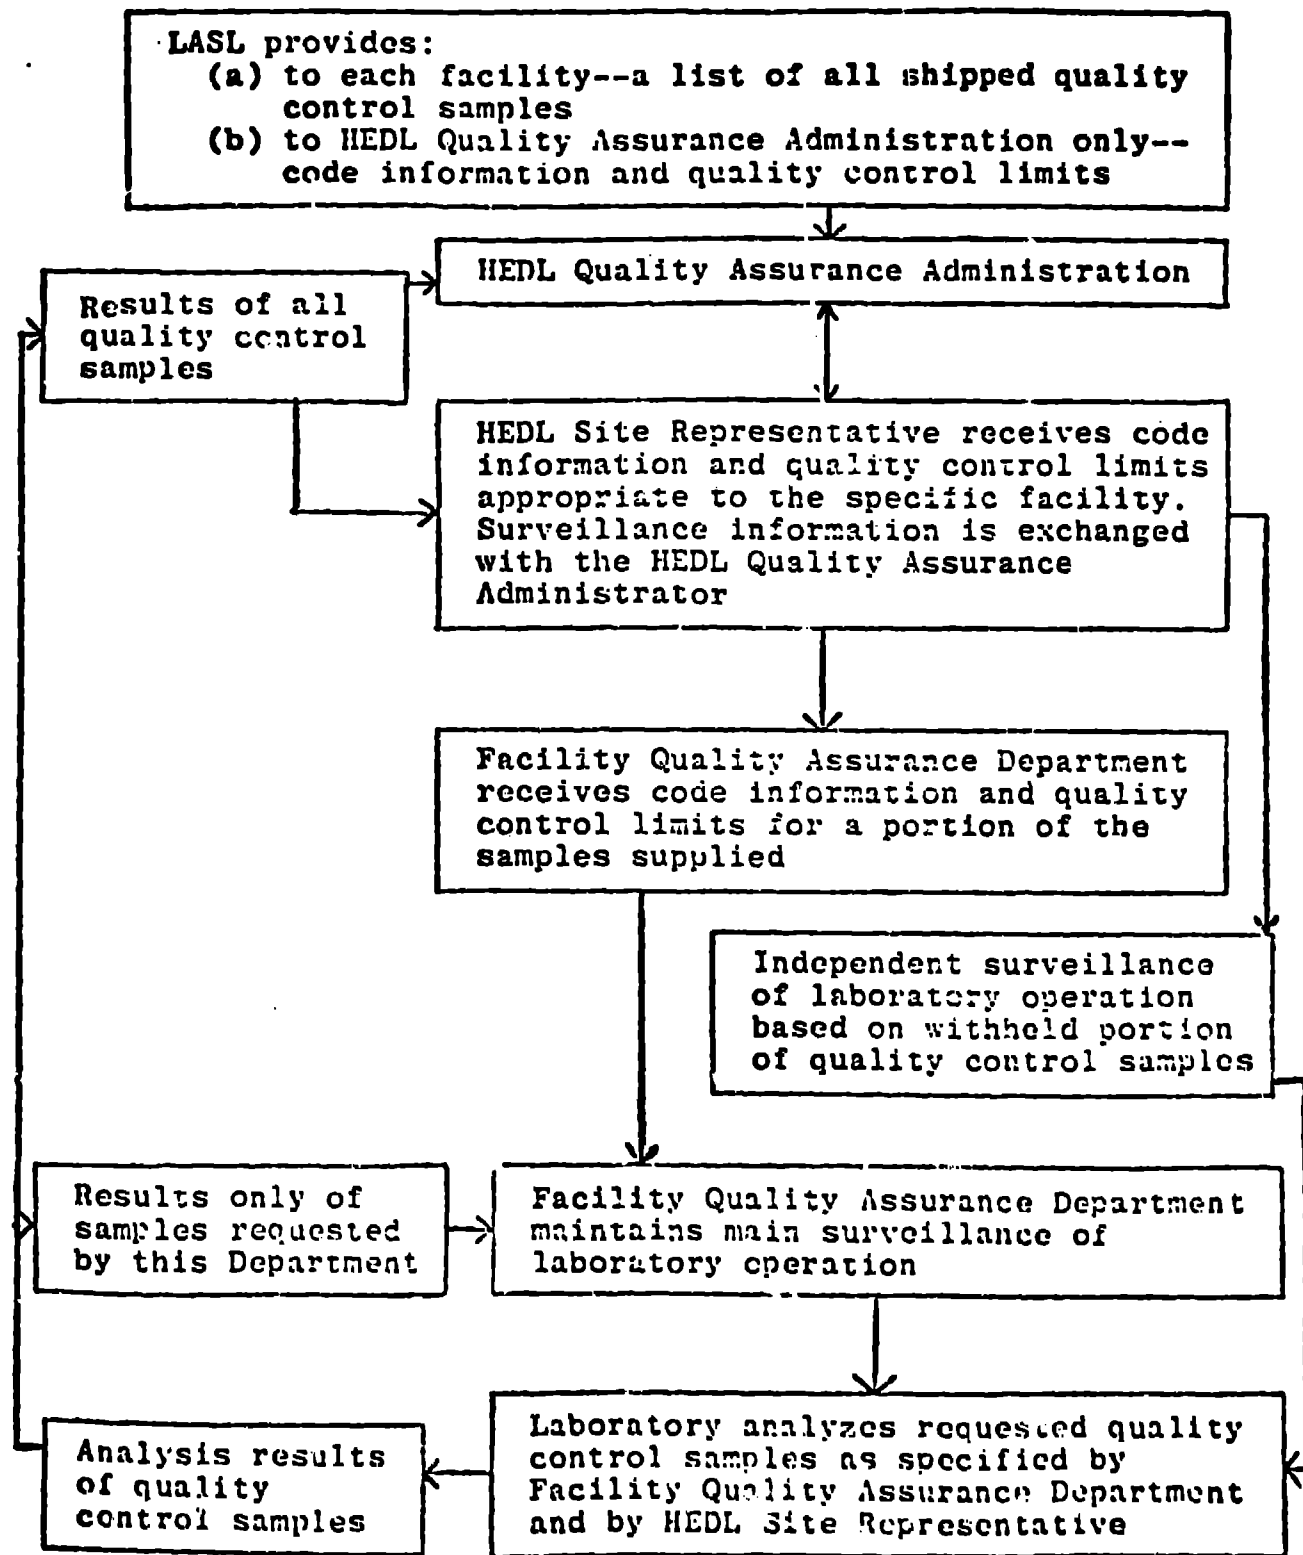 LASL provides:
(a) to each facility--a list of all shipped quality
control samples
(b) to HEDL Quality Assurance Administration only--
code information and quality control limits
HEDL Quality Assurance Administration
Results of all
quality control
samples
HEDL Site Representative receives code
information and quality control limits
appropriate to the specific facility.
Surveillance information is exchanged
with the HEDL Quality Assurance
Administrator
Facility Quality Assurance Department
receives code information and quality
control limits for a portion of the
samples supplied
Independent surveillance
of laboratory operation
based on withheld portion
of quality control samples
Results only of
samples requested
by this Department
Facility Quality Assurance Department
maintains main surveillance of
laboratory operation
Analysis results
of quality
control samples
Laboratory analyzes requested quality
control samples as specified by
Facility Quality Assurance Department
and by HEDL Site Representative